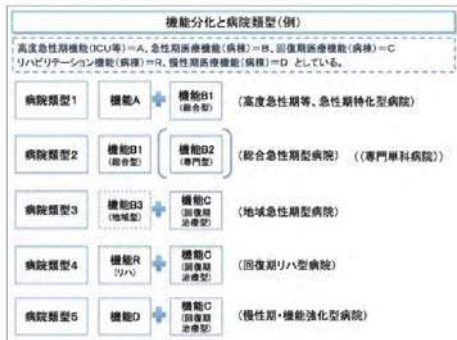 機能分化と病院類型(例)
高度急性期機能(ICU等)=A、急性期医療機能(病棟)=B、回復期医療機能(病棟)=C
リハビリテーション機能(病棟)=R、慢性期医療機能(病棟)=D としている。
病院類型1 機能A + 機能B1 (総合型) (高度急性期等、急性期特化型病院)
病院類型2 機能B1 (総合型) 機能B2 (専門型) (総合急性期型病院) ((専門単科病院))
病院類型3 機能B3 (地域型) + 機能C (回復期治療型) (地域急性期型病院)
病院類型4 機能R (リハ) + 機能C (回復期治療型) (回復期リハ型病院)
病院類型5 機能D + 機能C (回復期治療型) (慢性期・機能強化型病院)